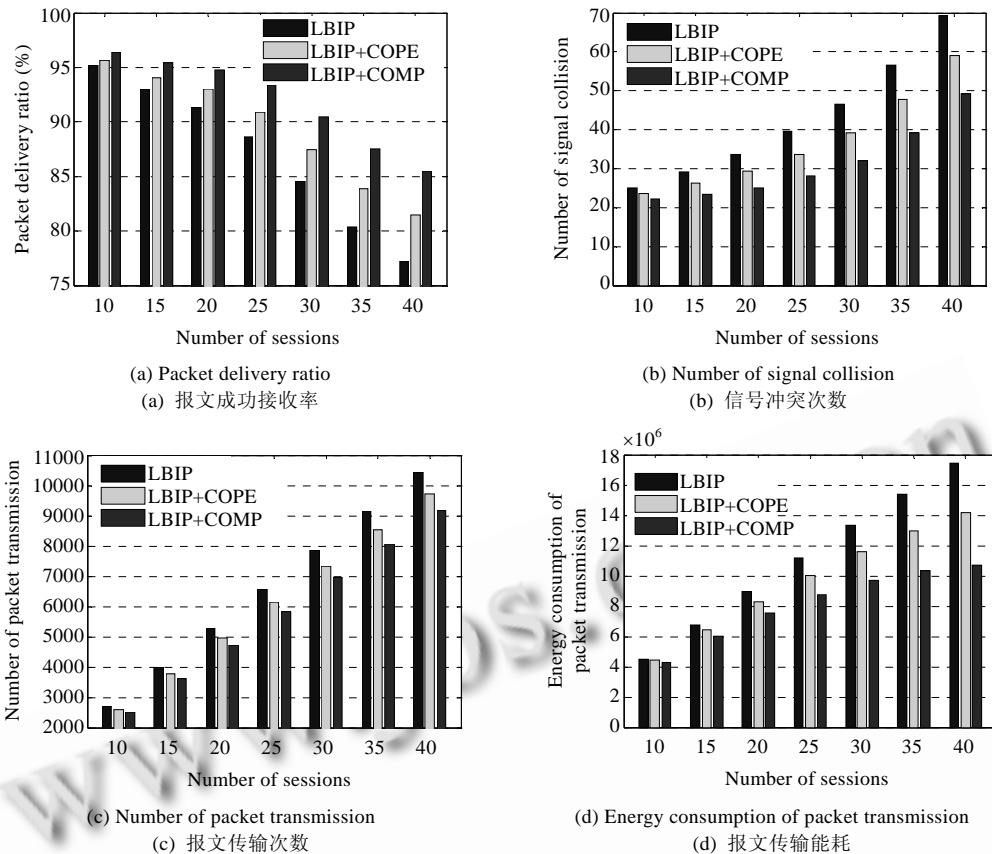 100
95
90
85
80
75
Packet delivery ratio (%)
LBIP
LBIP+COPE
LBIP+COMP
10 15 20 25 30 35 40
Number of sessions
(a) Packet delivery ratio
(a) 报文成功接收率
70
60
50
40
30
20
10
0
Number of signal collision
LBIP
LBIP+COPE
LBIP+COMP
10 15 20 25 30 35 40
Number of sessions
(b) Number of signal collision
(b) 信号冲突次数
11000
10000
9000
8000
7000
6000
5000
4000
3000
2000
Number of packet transmission
LBIP
LBIP+COPE
LBIP+COMP
10 15 20 25 30 35 40
Number of sessions
(c) Number of packet transmission
(c) 报文传输次数
×10⁶
18
16
14
12
10
8
6
4
2
0
Energy consumption of
packet transmission
LBIP
LBIP+COPE
LBIP+COMP
10 15 20 25 30 35 40
Number of sessions
(d) Energy consumption of packet transmission
(d) 报文传输能耗